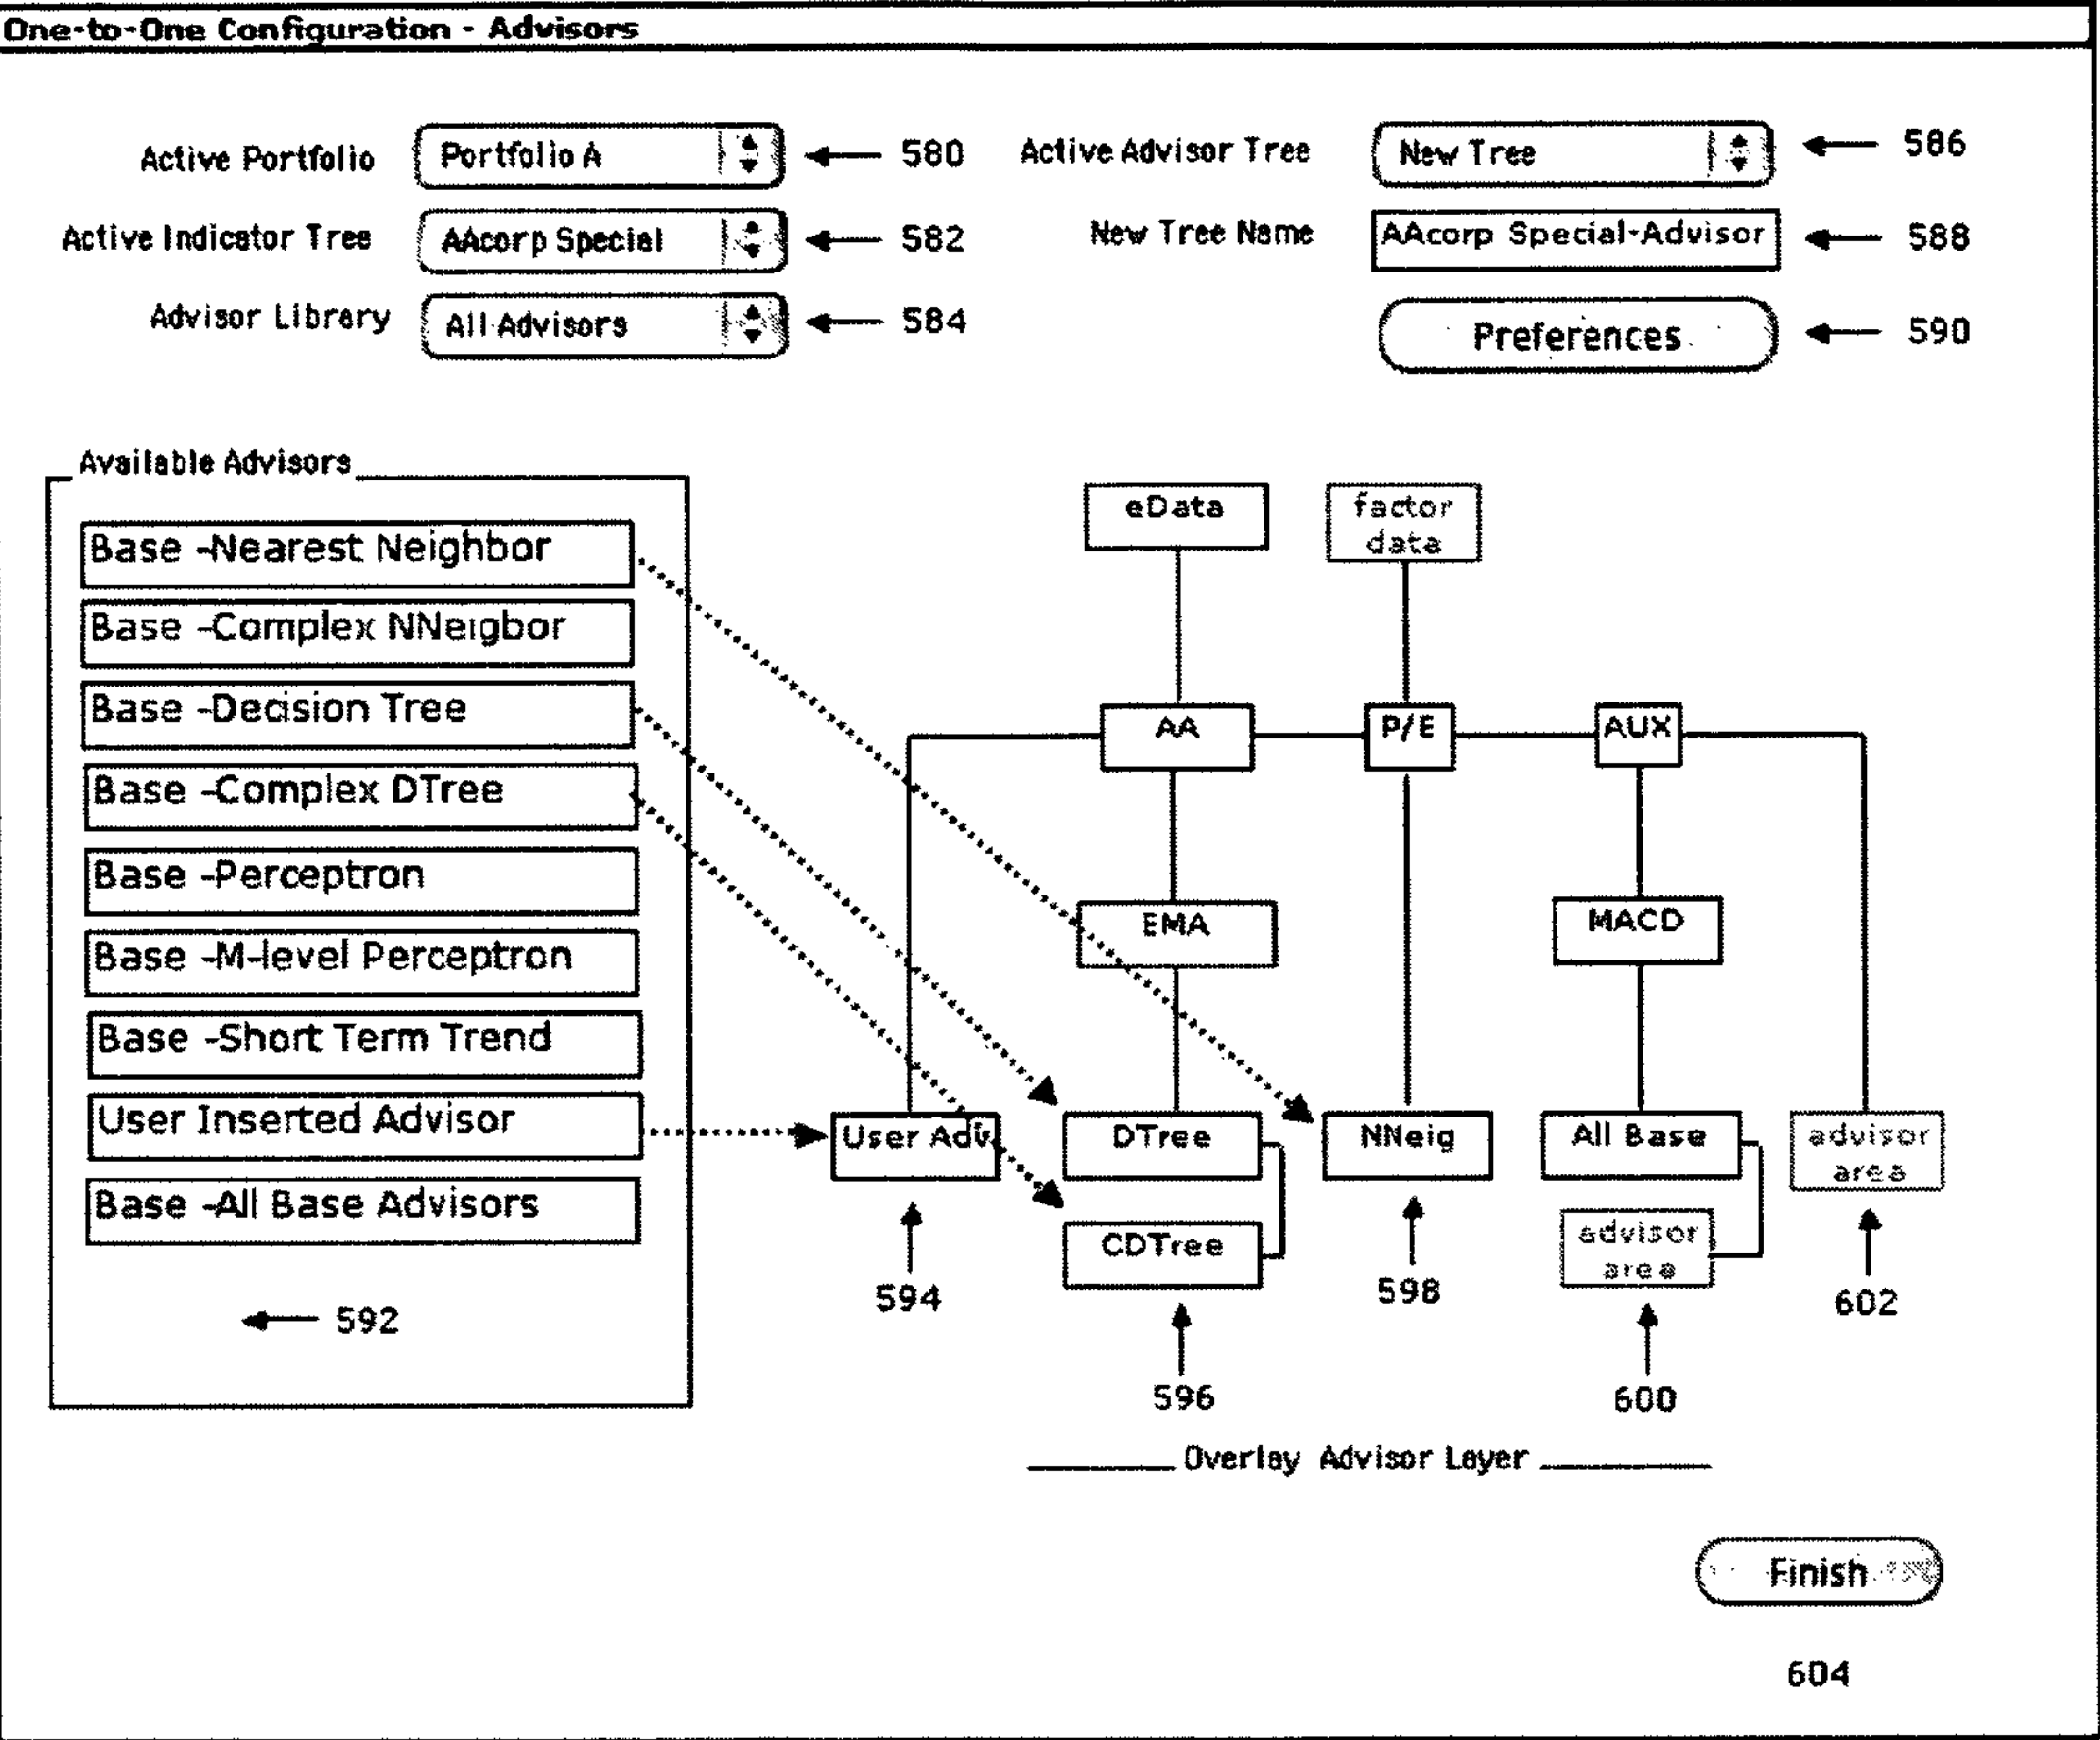 One-to-One Configuration - Advisors
Active Portfolio
Portfolio A
580
Active Advisor Tree
New Tree
586
Active Indicator Tree
AAcorp Special
582
New Tree Name
AAcorp Special-Advisor
588
Advisor Library
All Advisors
584
Preferences
590
Available Advisors
Base -Nearest Neighbor
Base -Complex NNeigbor
Base -Decision Tree
Base -Complex DTree
Base -Perceptron
Base -M-level Perceptron
Base -Short Term Trend
User Inserted Advisor
Base -All Base Advisors
592
eData
factor
data
AA
P/E
AUX
EMA
MACD
User Adv
DTree
NNeig
All Base
advisor
area
CDTree
advisor
area
594
596
598
600
602
Overlay Advisor Layer
Finish
604